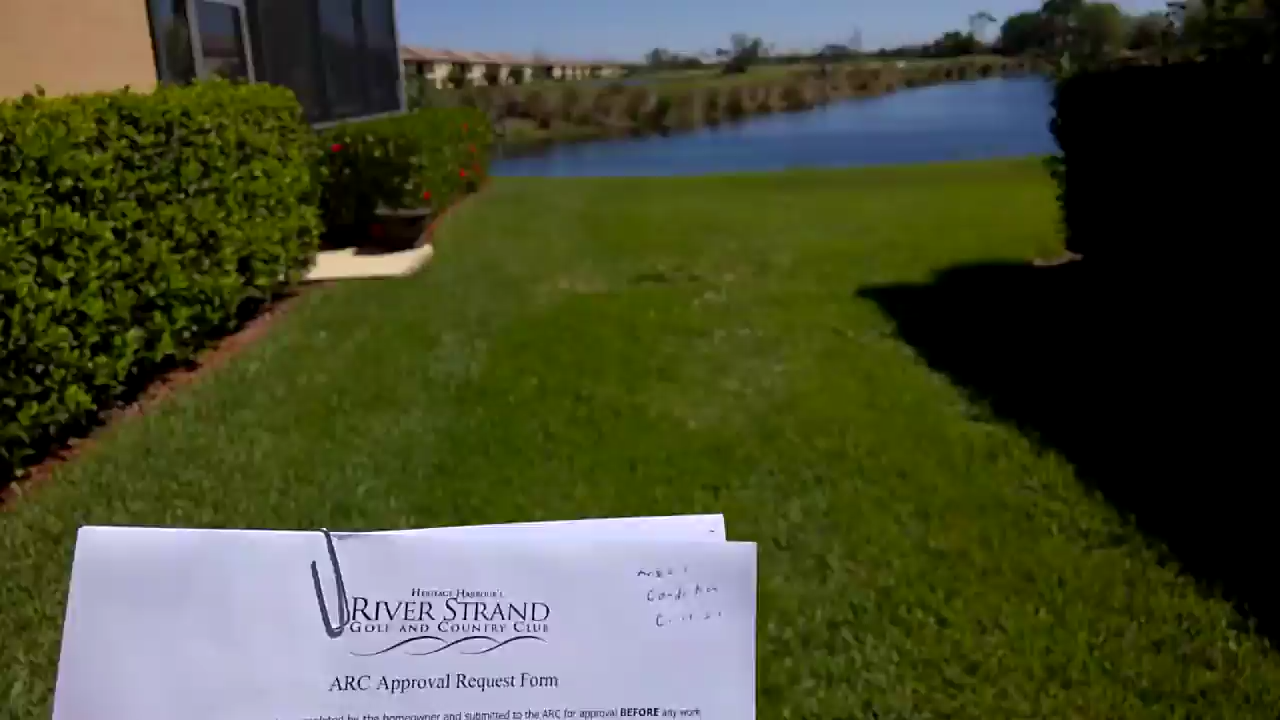 Heritage Harbour's
River Strand
Golf and Country Club
ARC Approval Request Form
by the homeowner and submitted to the ARC for approval BEFORE any work